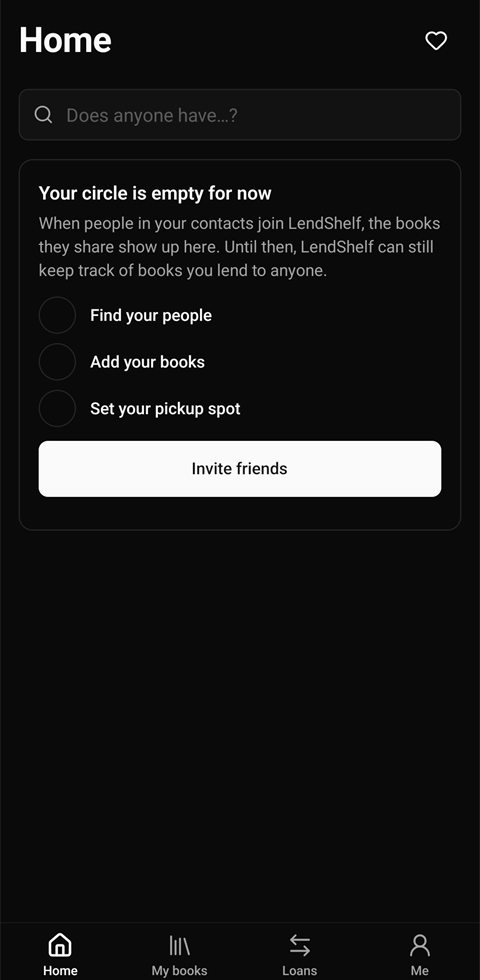 Home
Does anyone have…?
Your circle is empty for now
When people in your contacts join LendShelf, the books
they share show up here. Until then, LendShelf can still
keep track of books you lend to anyone.
Find your people
Add your books
Set your pickup spot
Invite friends
Home
My books
Loans
Me